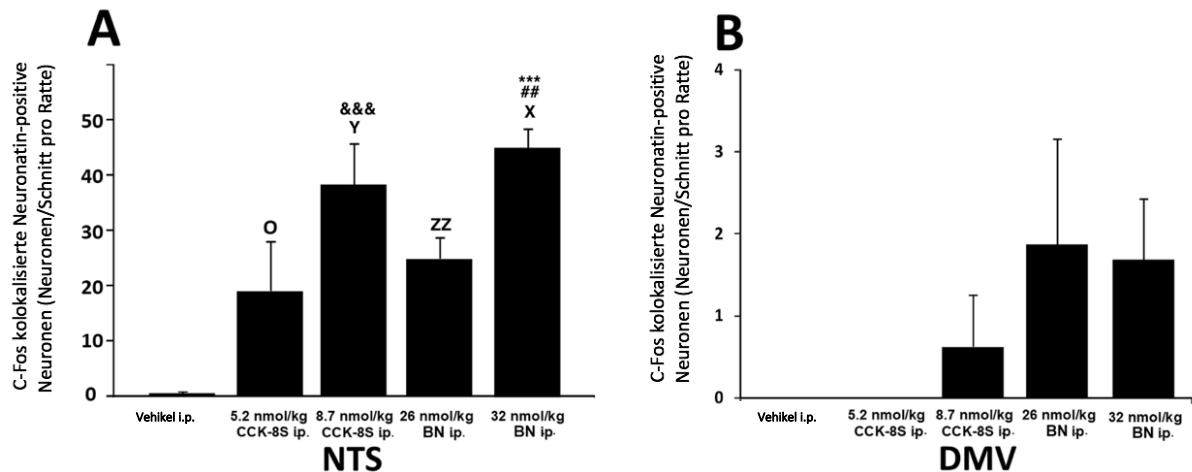 A
C-Fos kolokalisierte Neuronatin-positive
Neuronen (Neuronen/Schnitt pro Ratte)
50
40
30
20
10
0
O
&&&
Y
ZZ
***
##
X
Vehikel i.p.
5.2 nmol/kg
CCK-8S ip.
8.7 nmol/kg
CCK-8S ip.
26 nmol/kg
BN ip.
32 nmol/kg
BN ip.
NTS
B
C-Fos kolokalisierte Neuronatin-positive
Neuronen (Neuronen/Schnitt pro Ratte)
4
3
2
1
0
Vehikel i.p.
5.2 nmol/kg
CCK-8S ip.
8.7 nmol/kg
CCK-8S ip.
26 nmol/kg
BN ip.
32 nmol/kg
BN ip.
DMV